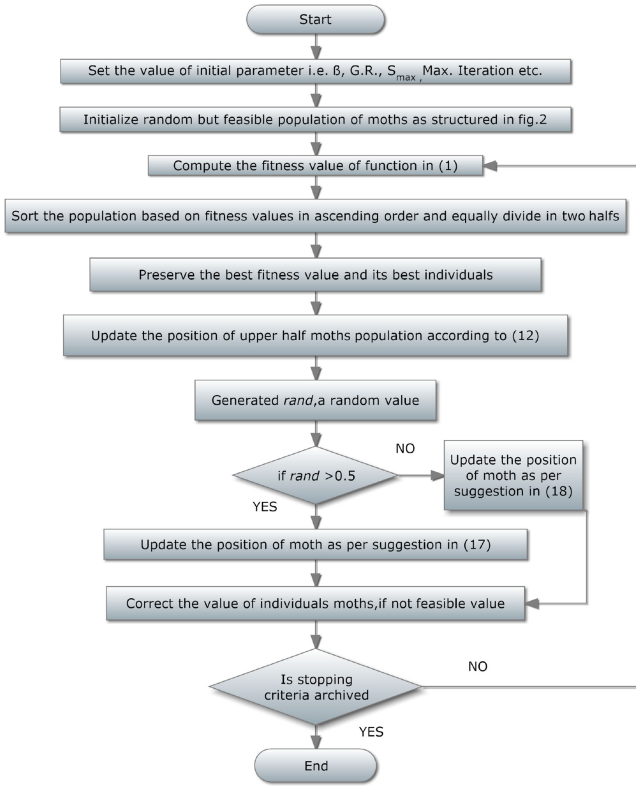 Start
Set the value of initial parameter i.e. ß, G.R., Smax ,Max. Iteration etc.
Initialize random but feasible population of moths as structured in fig.2
Compute the fitness value of function in (1)
Sort the population based on fitness values in ascending order and equally divide in two halfs
Preserve the best fitness value and its best individuals
Update the position of upper half moths population according to (12)
Generated rand,a random value
if rand >0.5
NO
Update the position
of moth as per
suggestion in (18)
YES
Update the position of moth as per suggestion in (17)
Correct the value of individuals moths,if not feasible value
Is stopping
criteria archived
NO
YES
End